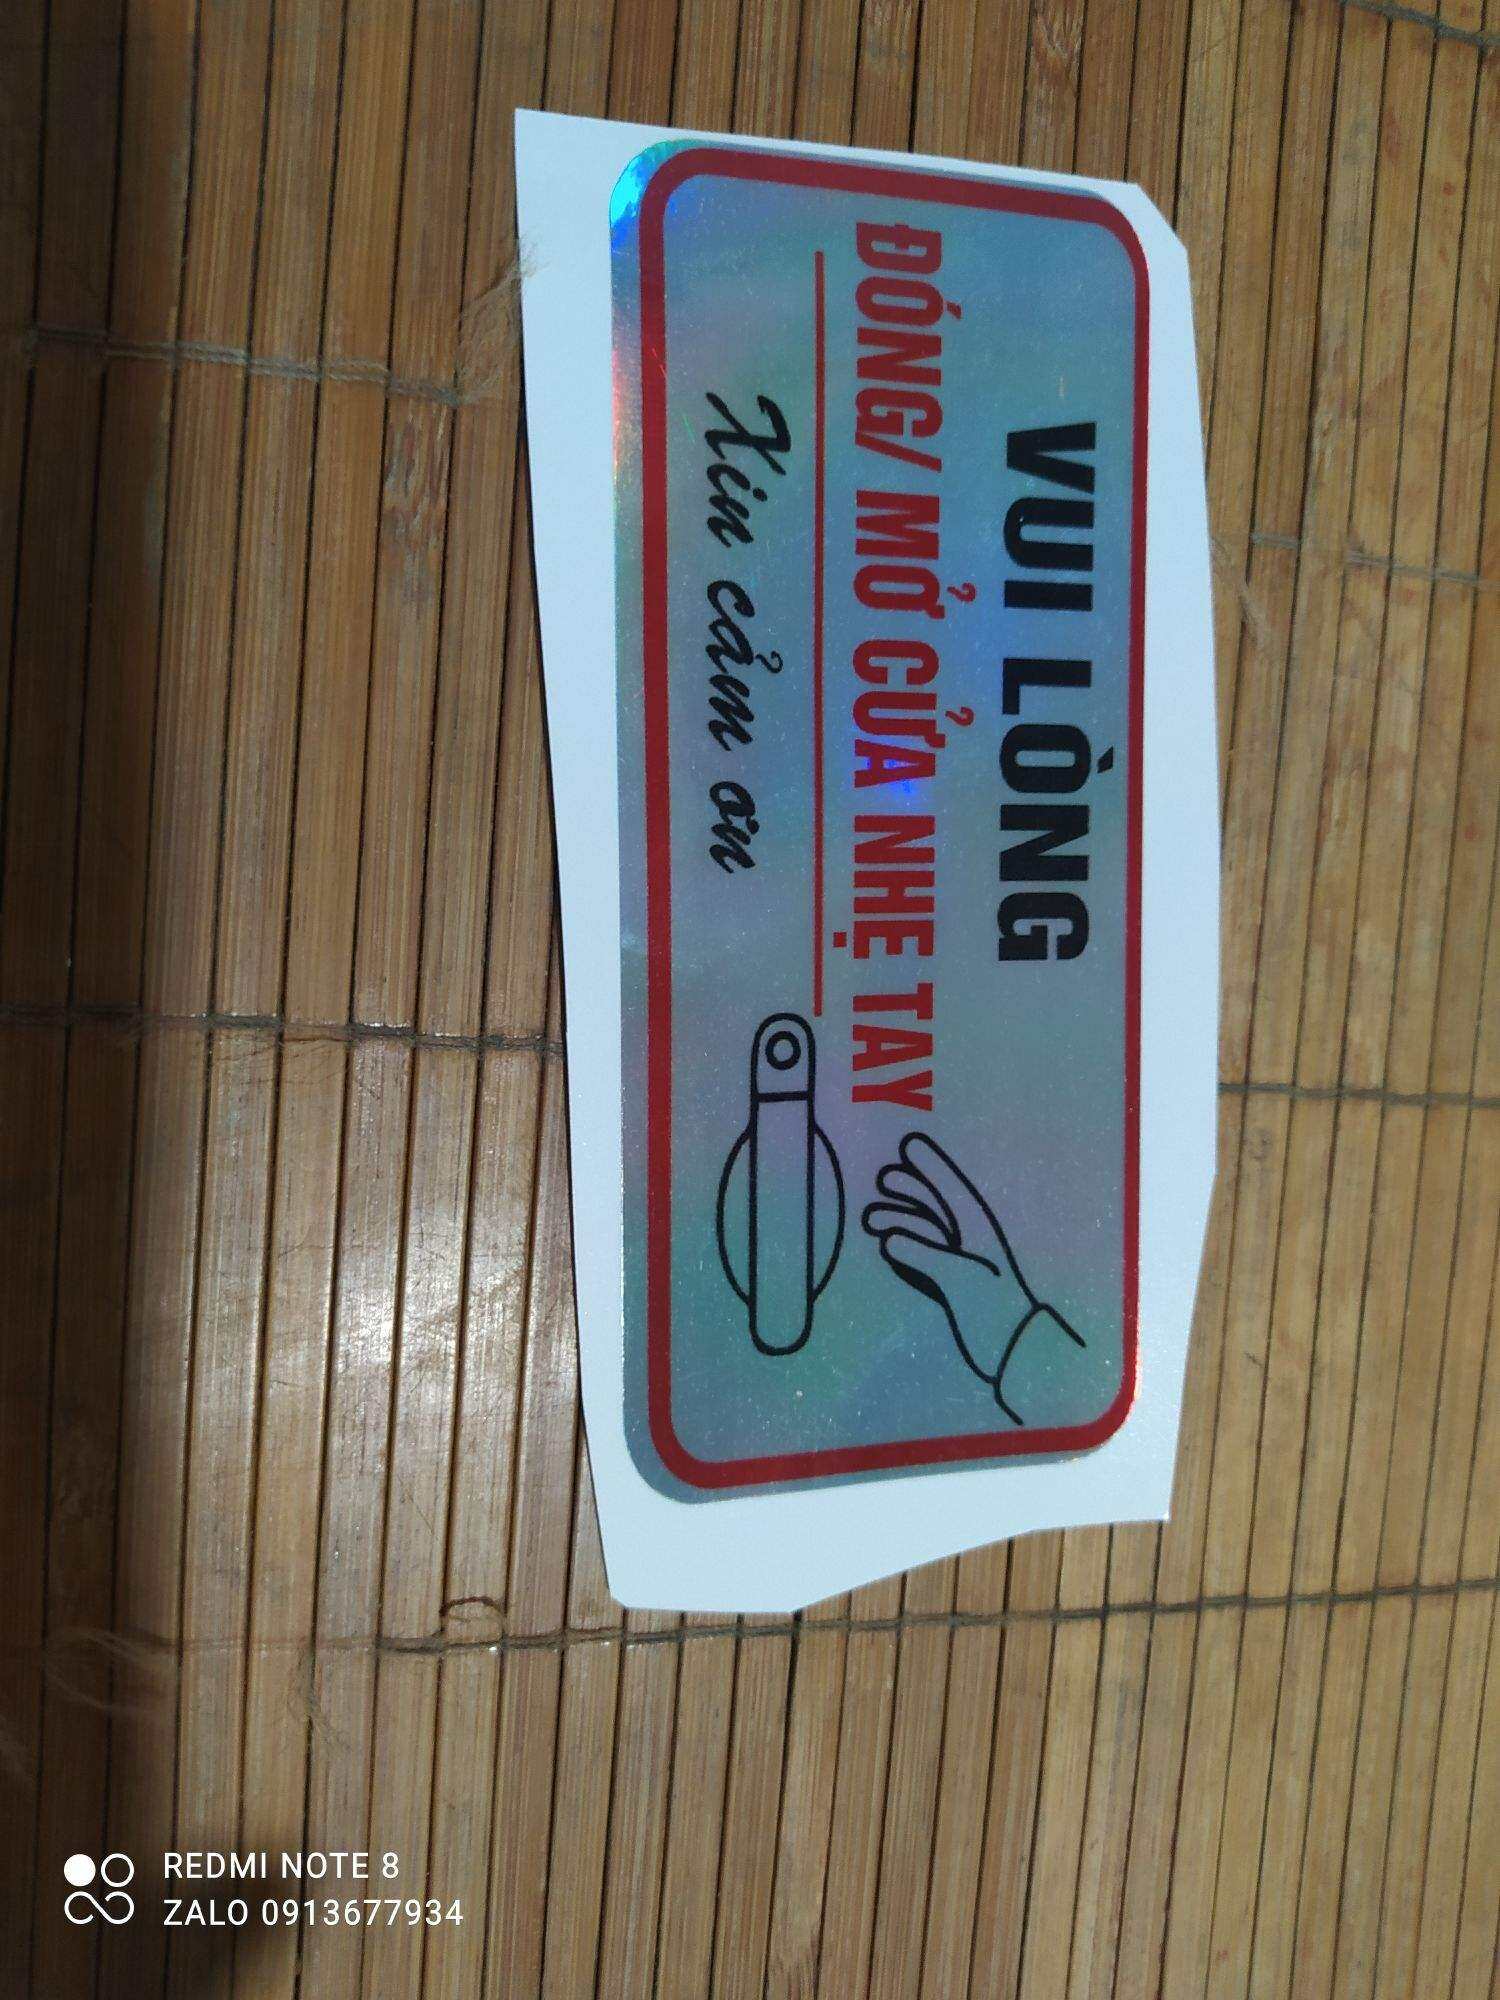 VUI LÒNG
ĐÓNG/ MỞ CỬA NHẸ TAY
Xin cảm ơn
REDMI NOTE 8
ZALO 0913677934